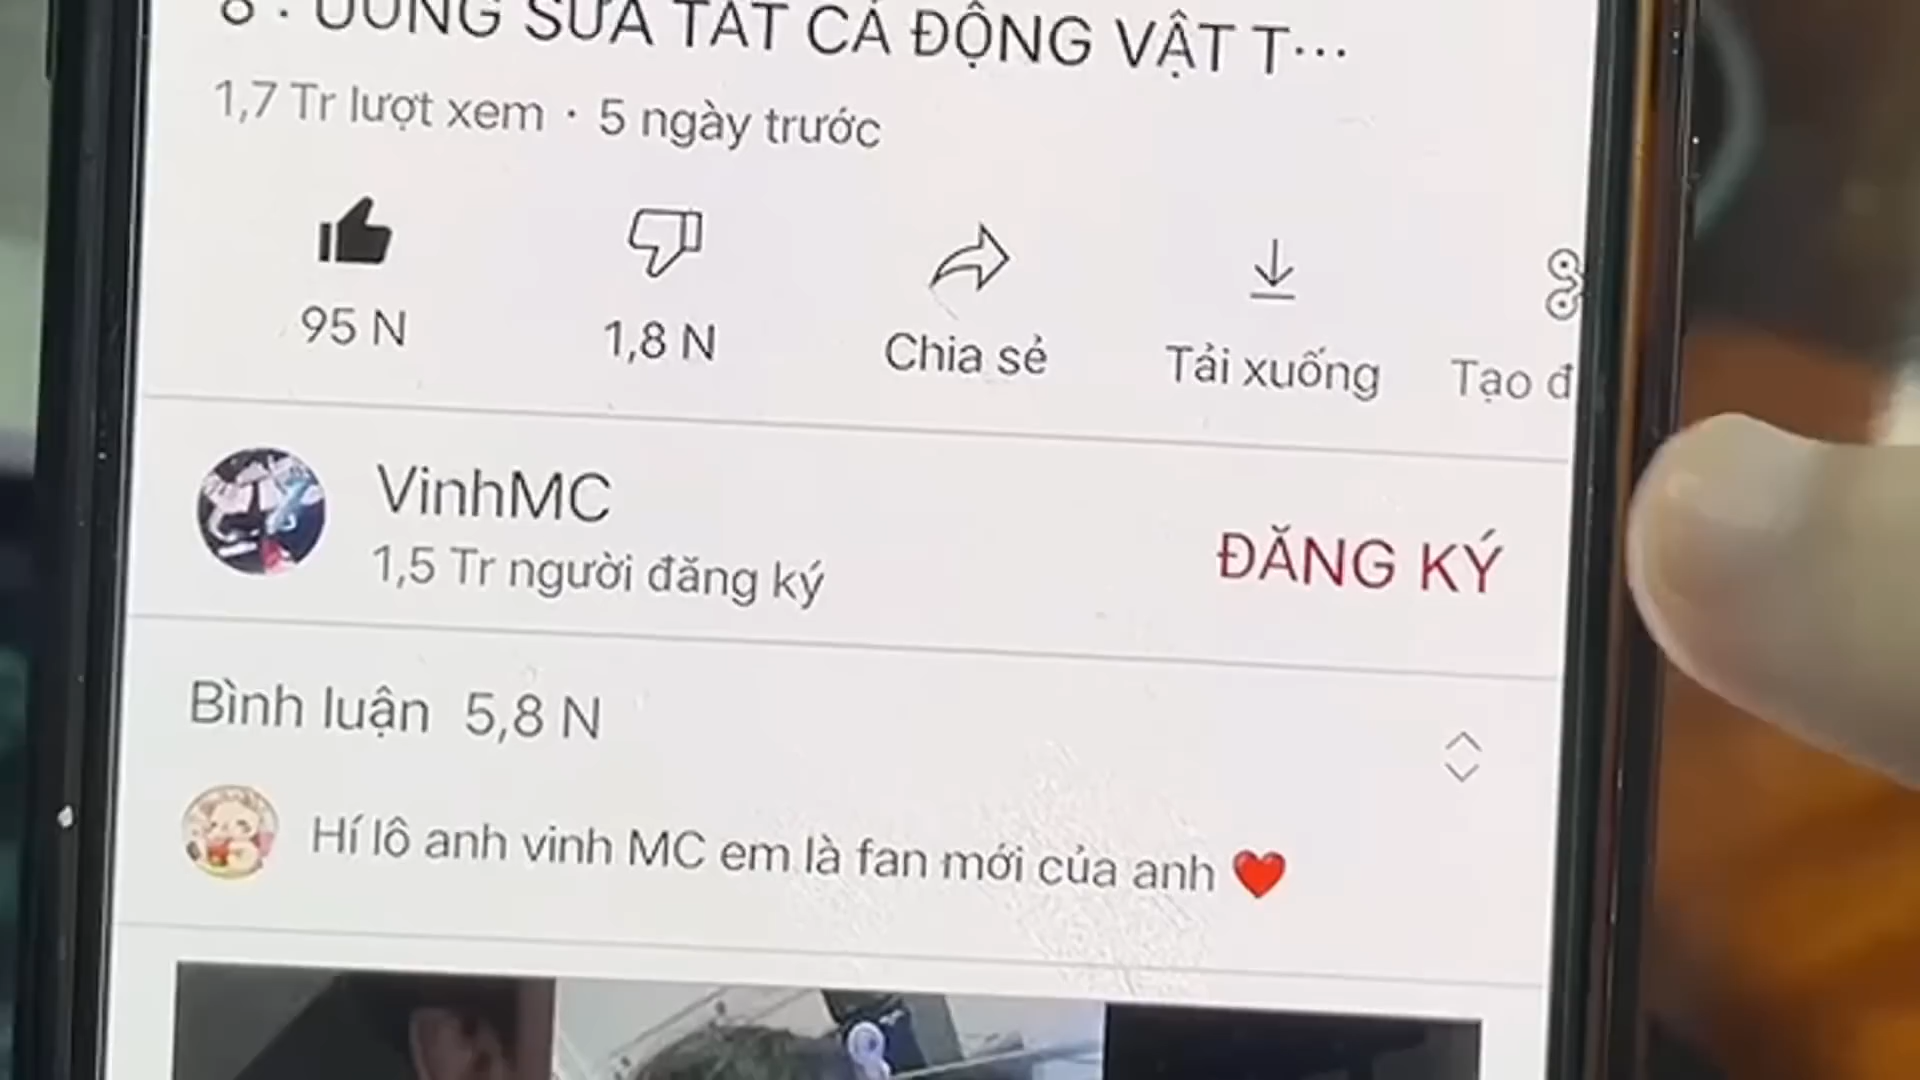 8 : UỐNG SỮA TẤT CẢ ĐỘNG VẬT T...
1,7 Tr lượt xem · 5 ngày trước
95 N
1,8 N
Chia sẻ
Tải xuống
Tạo đ
VinhMC
1,5 Tr người đăng ký
ĐĂNG KÝ
Bình luận 5,8 N
Hí lô anh vinh MC em là fan mới của anh ❤️